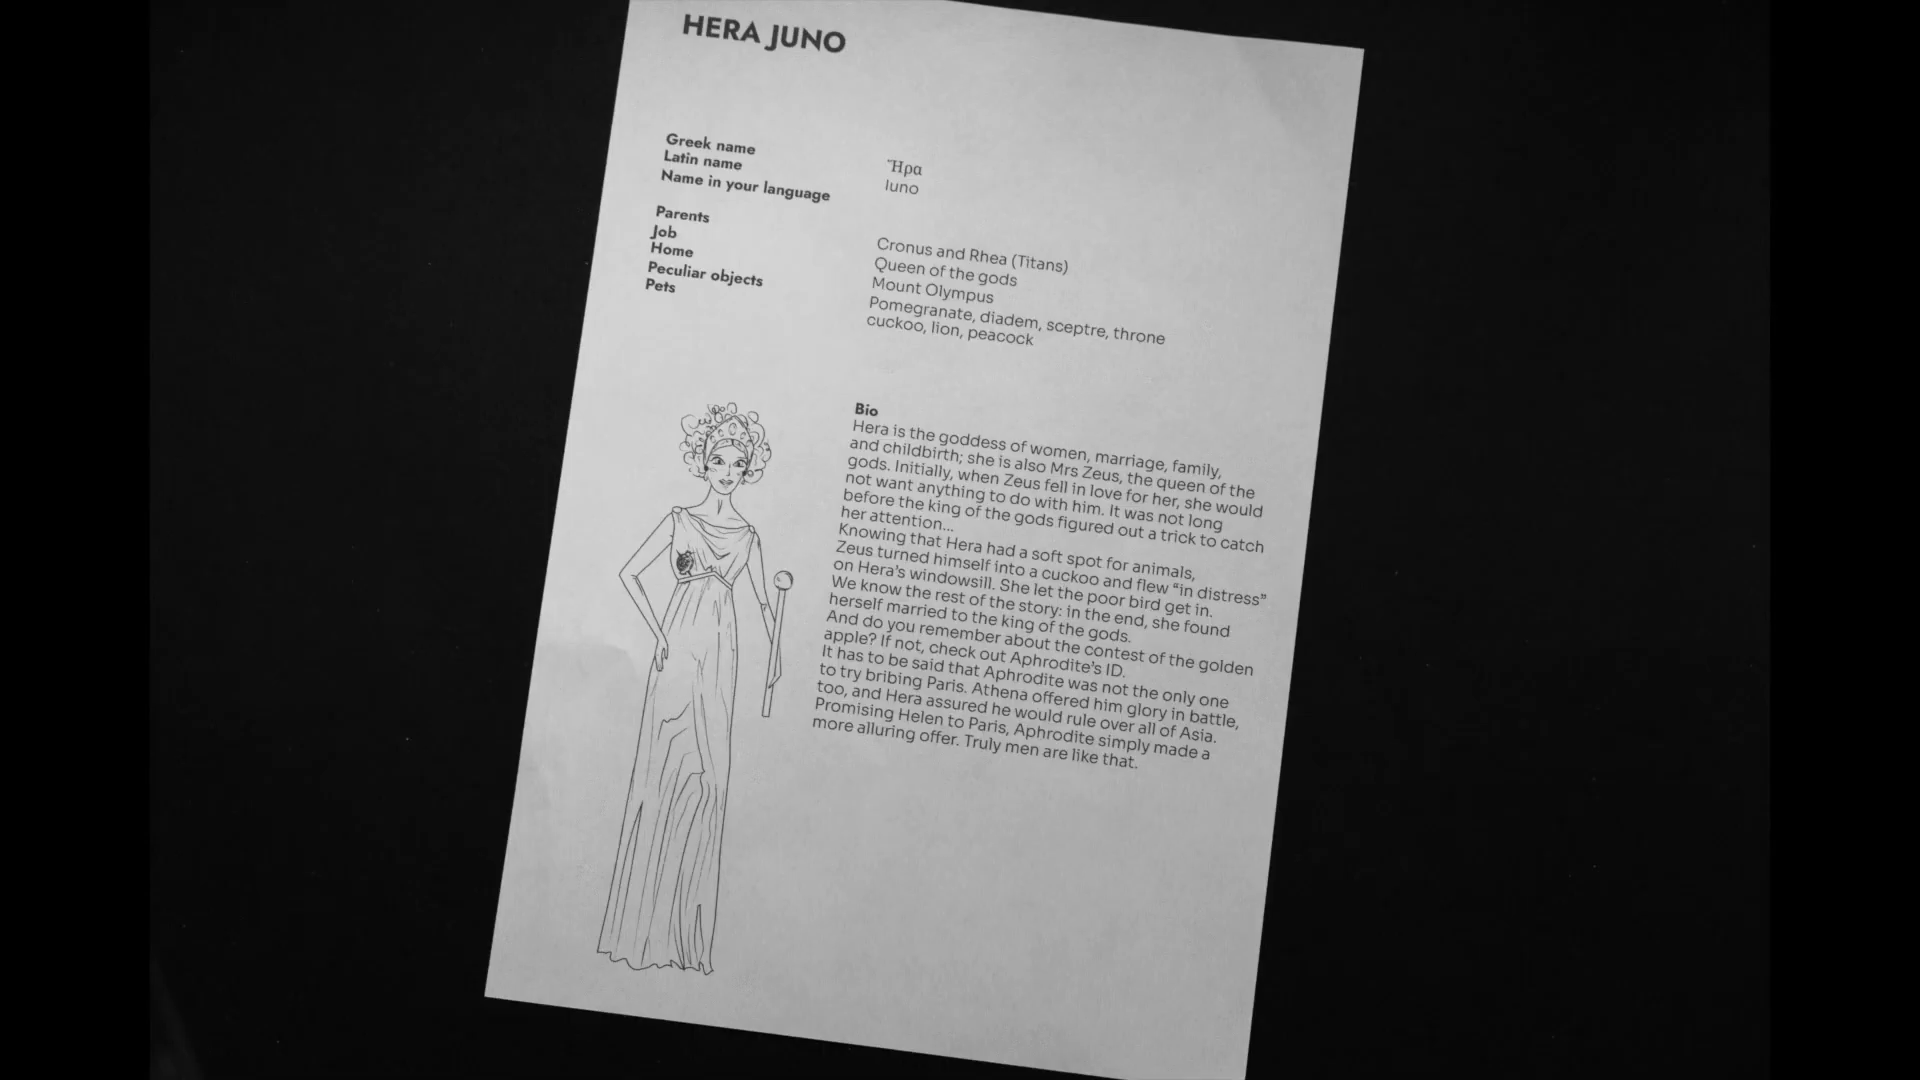 HERA JUNO
Greek name Ἥρα
Latin name Iuno
Name in your language
Parents Cronus and Rhea (Titans)
Job Queen of the gods
Home Mount Olympus
Peculiar objects Pomegranate, diadem, sceptre, throne
Pets cuckoo, lion, peacock
Bio
Hera is the goddess of women, marriage, family,
and childbirth; she is also Mrs Zeus, the queen of the
gods. Initially, when Zeus fell in love for her, she would
not want anything to do with him. It was not long
before the king of the gods figured out a trick to catch
her attention...
Knowing that Hera had a soft spot for animals,
Zeus turned himself into a cuckoo and flew “in distress”
on Hera's windowsill. She let the poor bird get in.
We know the rest of the story: in the end, she found
herself married to the king of the gods.
And do you remember about the contest of the golden
apple? If not, check out Aphrodite's ID.
It has to be said that Aphrodite was not the only one
to try bribing Paris. Athena offered him glory in battle,
too, and Hera assured he would rule over all of Asia.
Promising Helen to Paris, Aphrodite simply made a
more alluring offer. Truly men are like that.